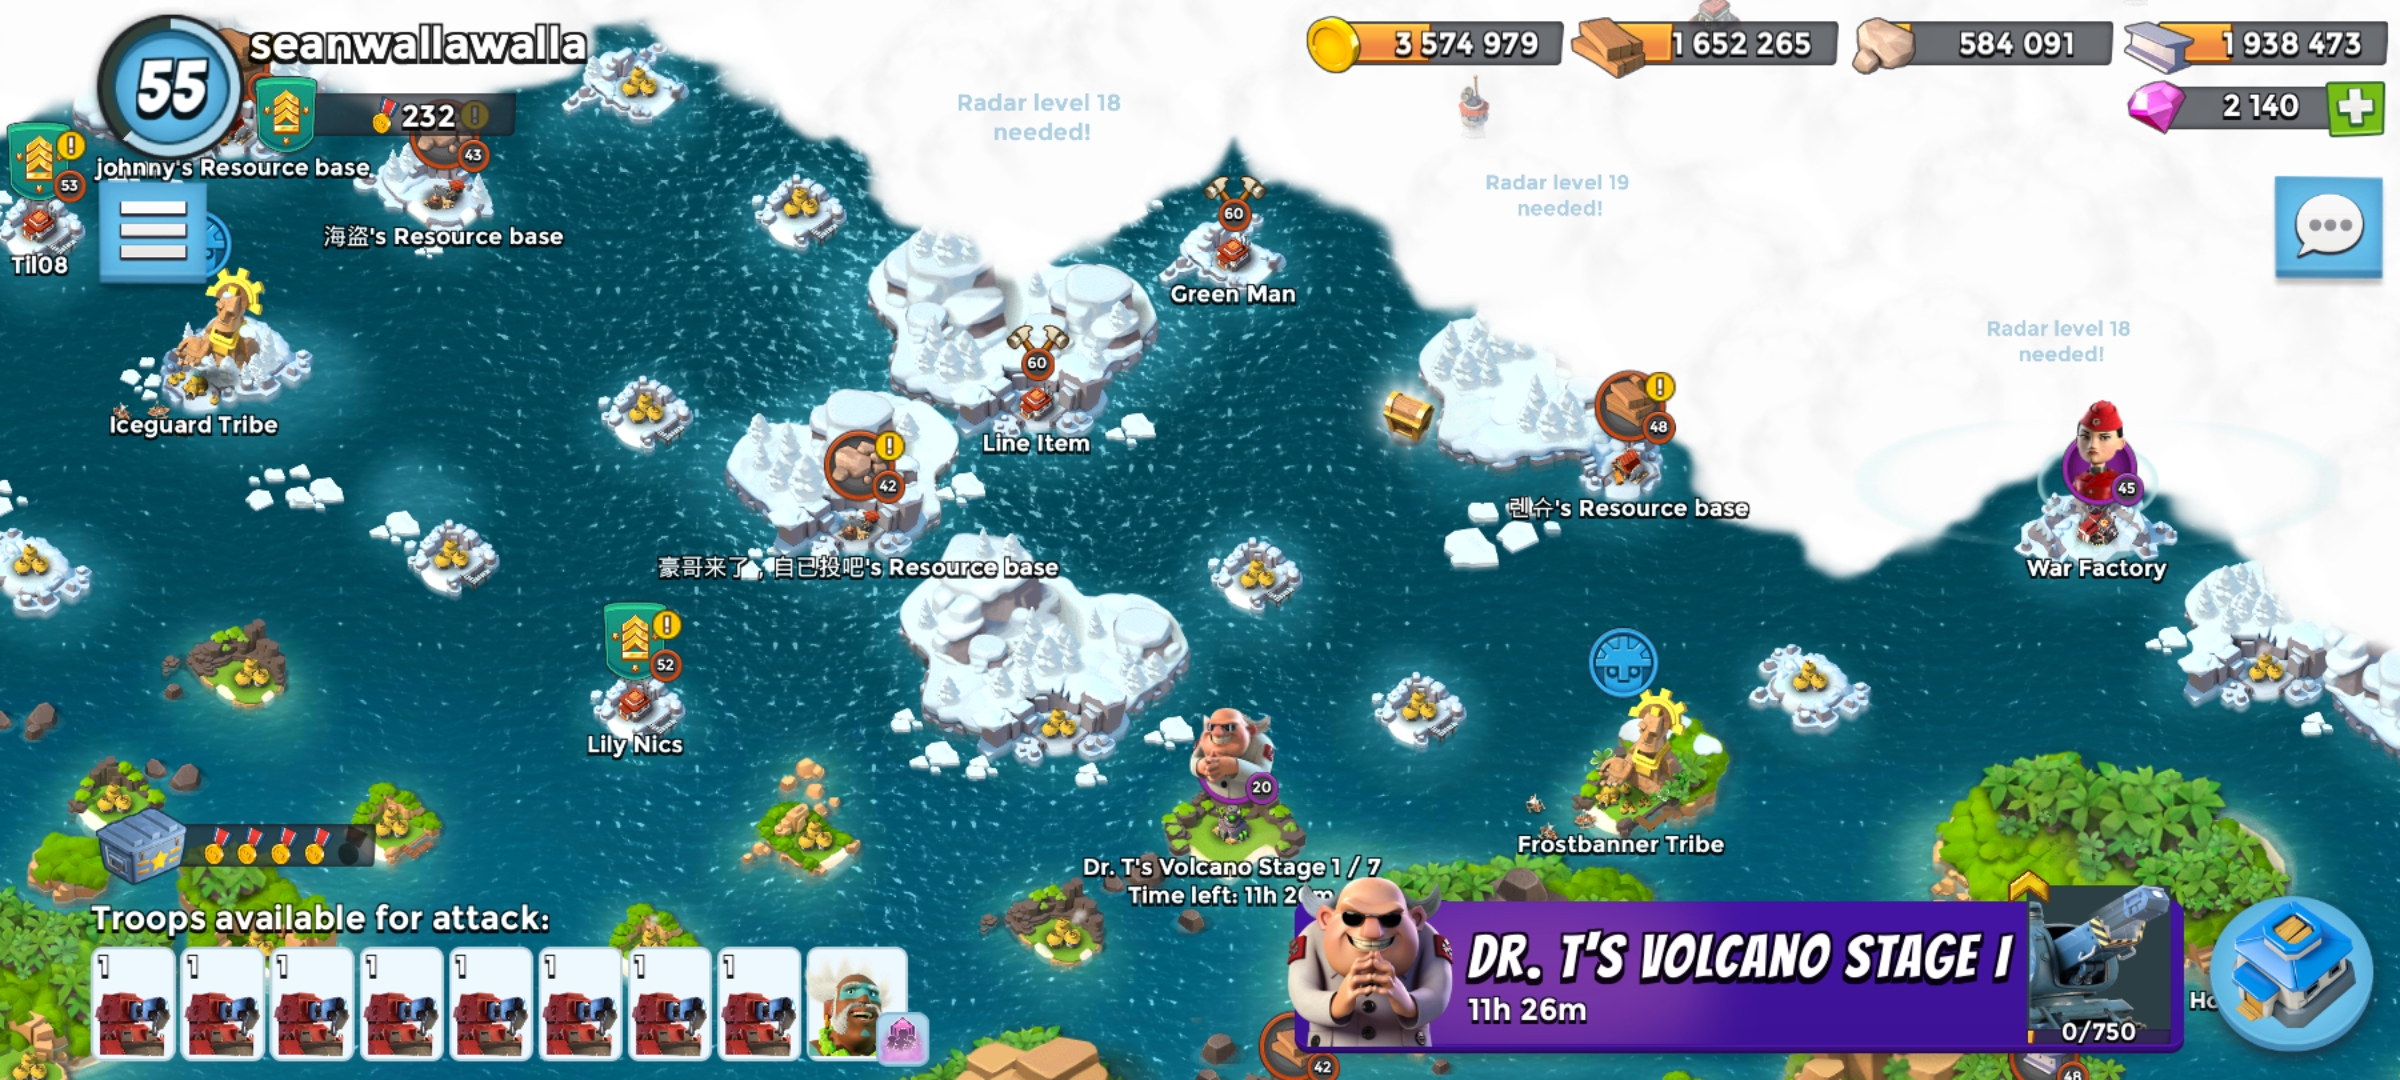 55
seanwallawalla
232
3 574 979
1 652 265
584 091
1 938 473
2 140
Radar level 18
needed!
Radar level 19
needed!
Radar level 18
needed!
53
johnny's Resource base
43
海盗's Resource base
Til08
60
Green Man
Iceguard Tribe
60
Line Item
42
豪哥来了，自已投吧's Resource base
48
렌슈's Resource base
45
War Factory
52
Lily Nics
20
Dr. T's Volcano Stage 1 / 7
Time left: 11h 26m
Frostbanner Tribe
Troops available for attack:
1
1
1
1
1
1
1
1
DR. T'S VOLCANO STAGE I
11h 26m
0/750
42
48